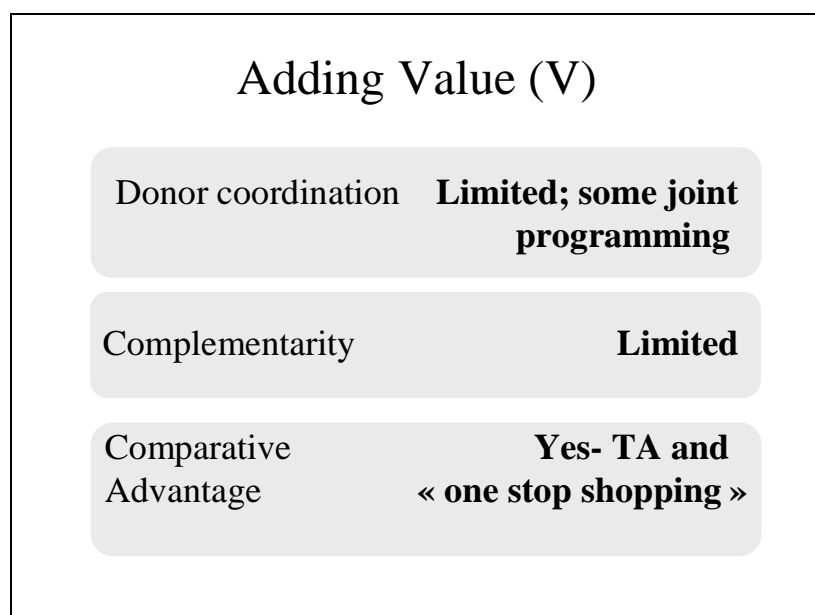 Adding Value (V)
Donor coordination Limited; some joint
programming
Complementarity Limited
Comparative Yes- TA and
Advantage « one stop shopping »